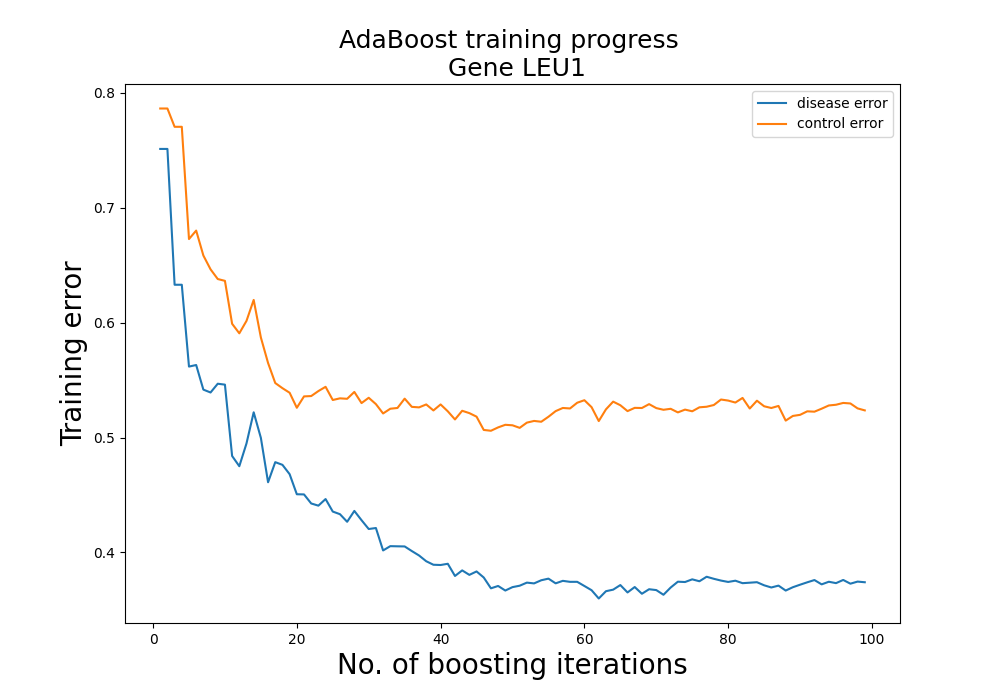 AdaBoost training progress
Gene LEU1
disease error
control error
Training error
0.8
0.7
0.6
0.5
0.4
0
20
40
60
80
100
No. of boosting iterations